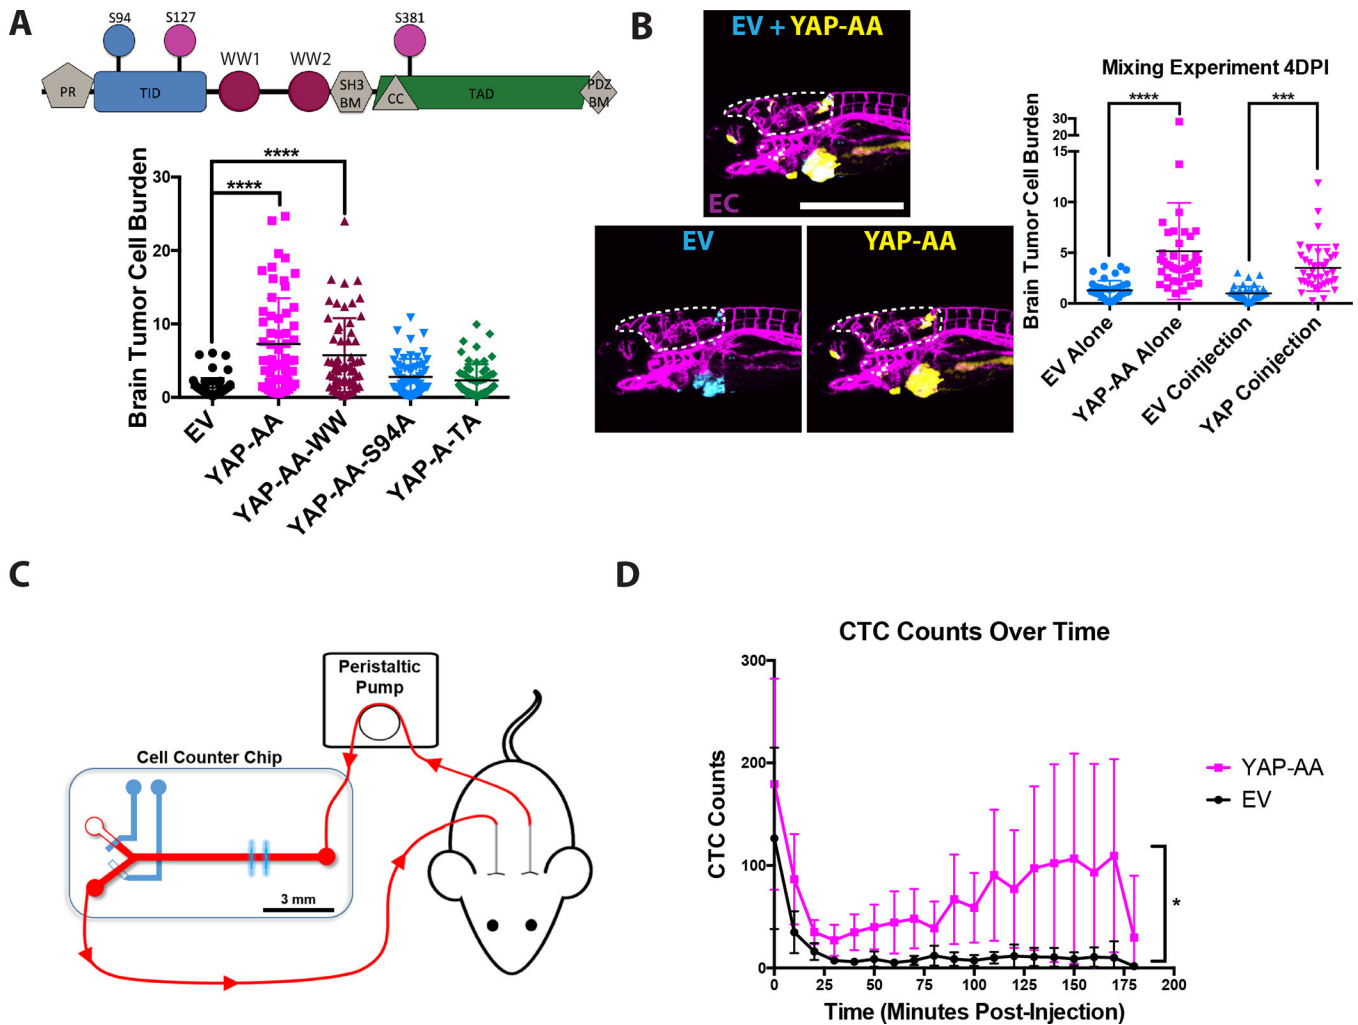 A
S94
S127
S381
PR
TID
WW1
WW2
SH3
BM
CC
TAD
PDZ
BM
Brain Tumor Cell Burden
30
20
10
0
****
****
EV
YAP-AA
YAP-AA-WW
YAP-AA-S94A
YAP-A-TA
B
EV + YAP-AA
EC
EV
YAP-AA
Mixing Experiment 4DPI
Brain Tumor Cell Burden
30
20
15
10
5
0
****
***
EV Alone
YAP-AA Alone
EV Coinjection
YAP Coinjection
C
Peristaltic
Pump
Cell Counter Chip
3 mm
D
CTC Counts Over Time
CTC Counts
300
200
100
0
0 25 50 75 100 125 150 175 200
Time (Minutes Post-Injection)
YAP-AA
EV
*